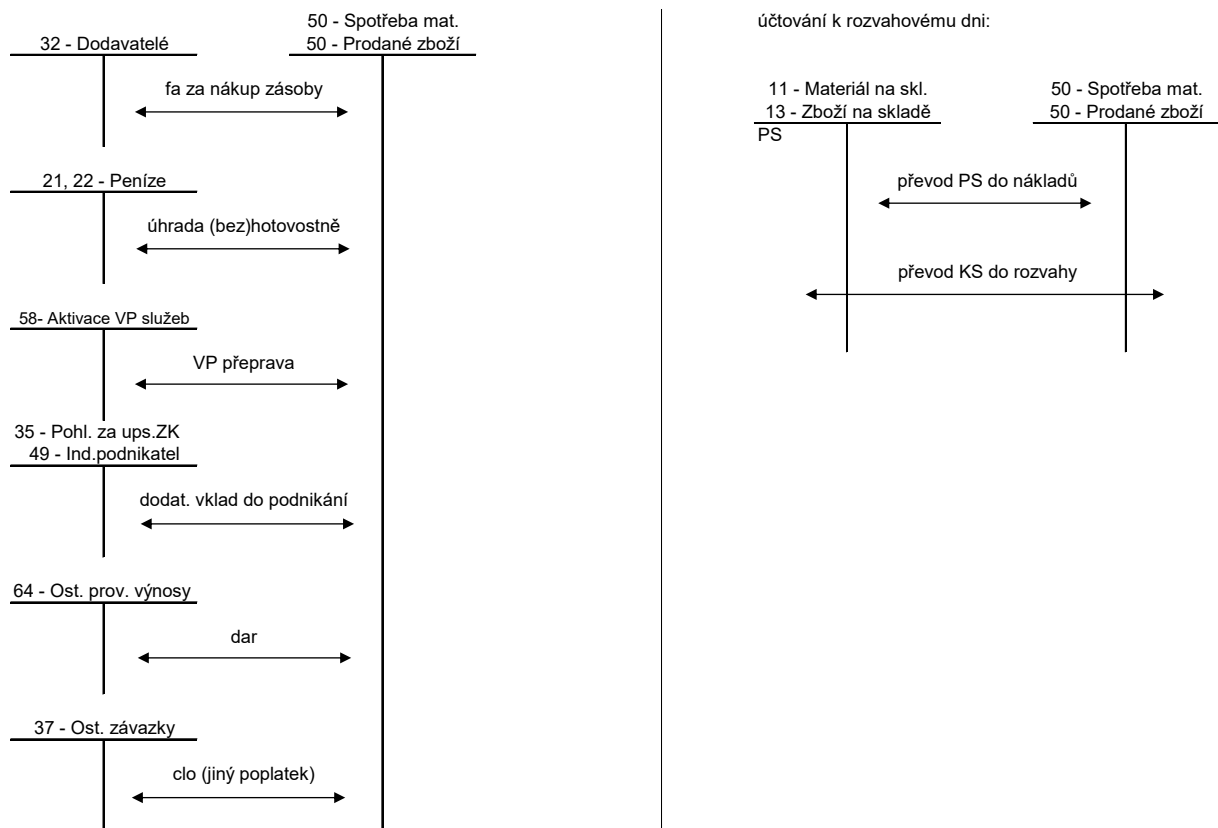 50 - Spotřeba mat.
32 - Dodavatelé
50 - Prodané zboží
fa za nákup zásoby
21, 22 - Peníze
úhrada (bez)hotovostně
58- Aktivace VP služeb
VP přeprava
35 - Pohl. za ups.ZK
49 - Ind.podnikatel
dodat. vklad do podnikání
64 - Ost. prov. výnosy
dar
37 - Ost. závazky
clo (jiný poplatek)
účtování k rozvahovému dni:
11 - Materiál na skl.
50 - Spotřeba mat.
13 - Zboží na skladě
50 - Prodané zboží
PS
převod PS do nákladů
převod KS do rozvahy